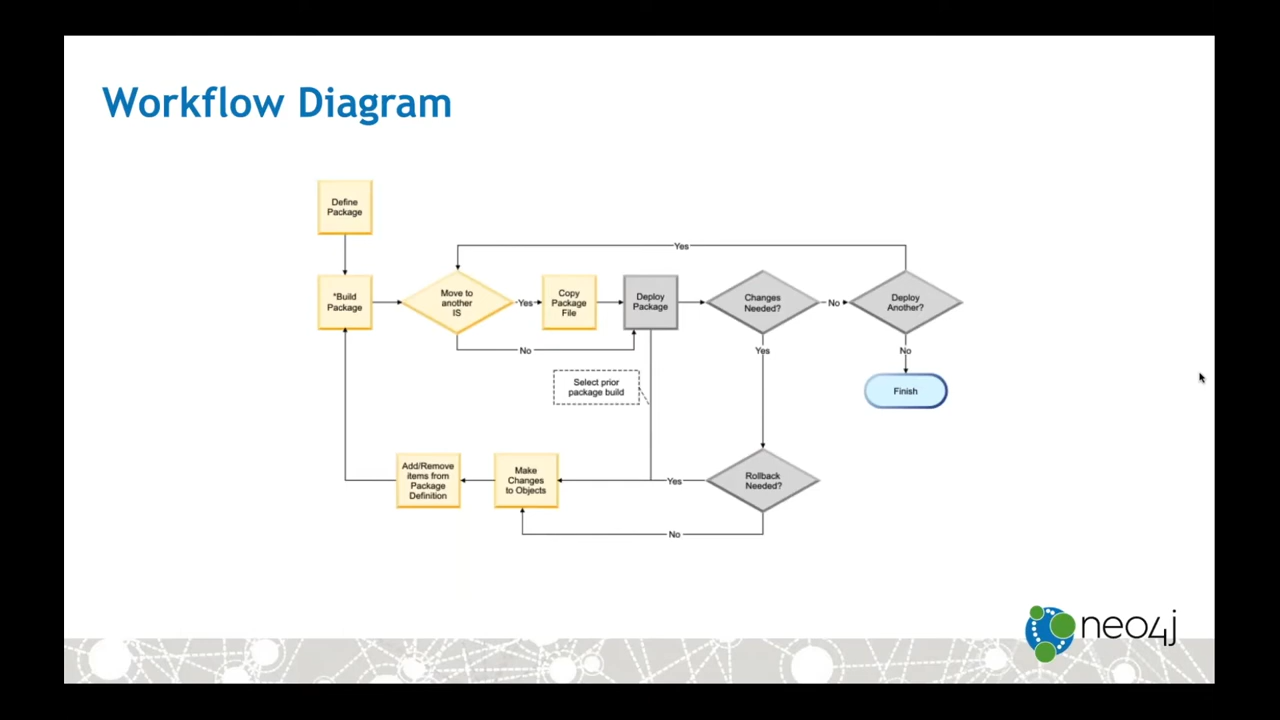 Workflow Diagram
Define
Package
Yes
*Build
Package
Move to
another
IS
Yes
Copy
Package
File
Deploy
Package
Changes
Needed?
No
Deploy
Another?
No
Yes
No
Select prior
package build
Finish
Add/Remove
items from
Package
Definition
Make
Changes
to Objects
Yes
Rollback
Needed?
No
neo4j